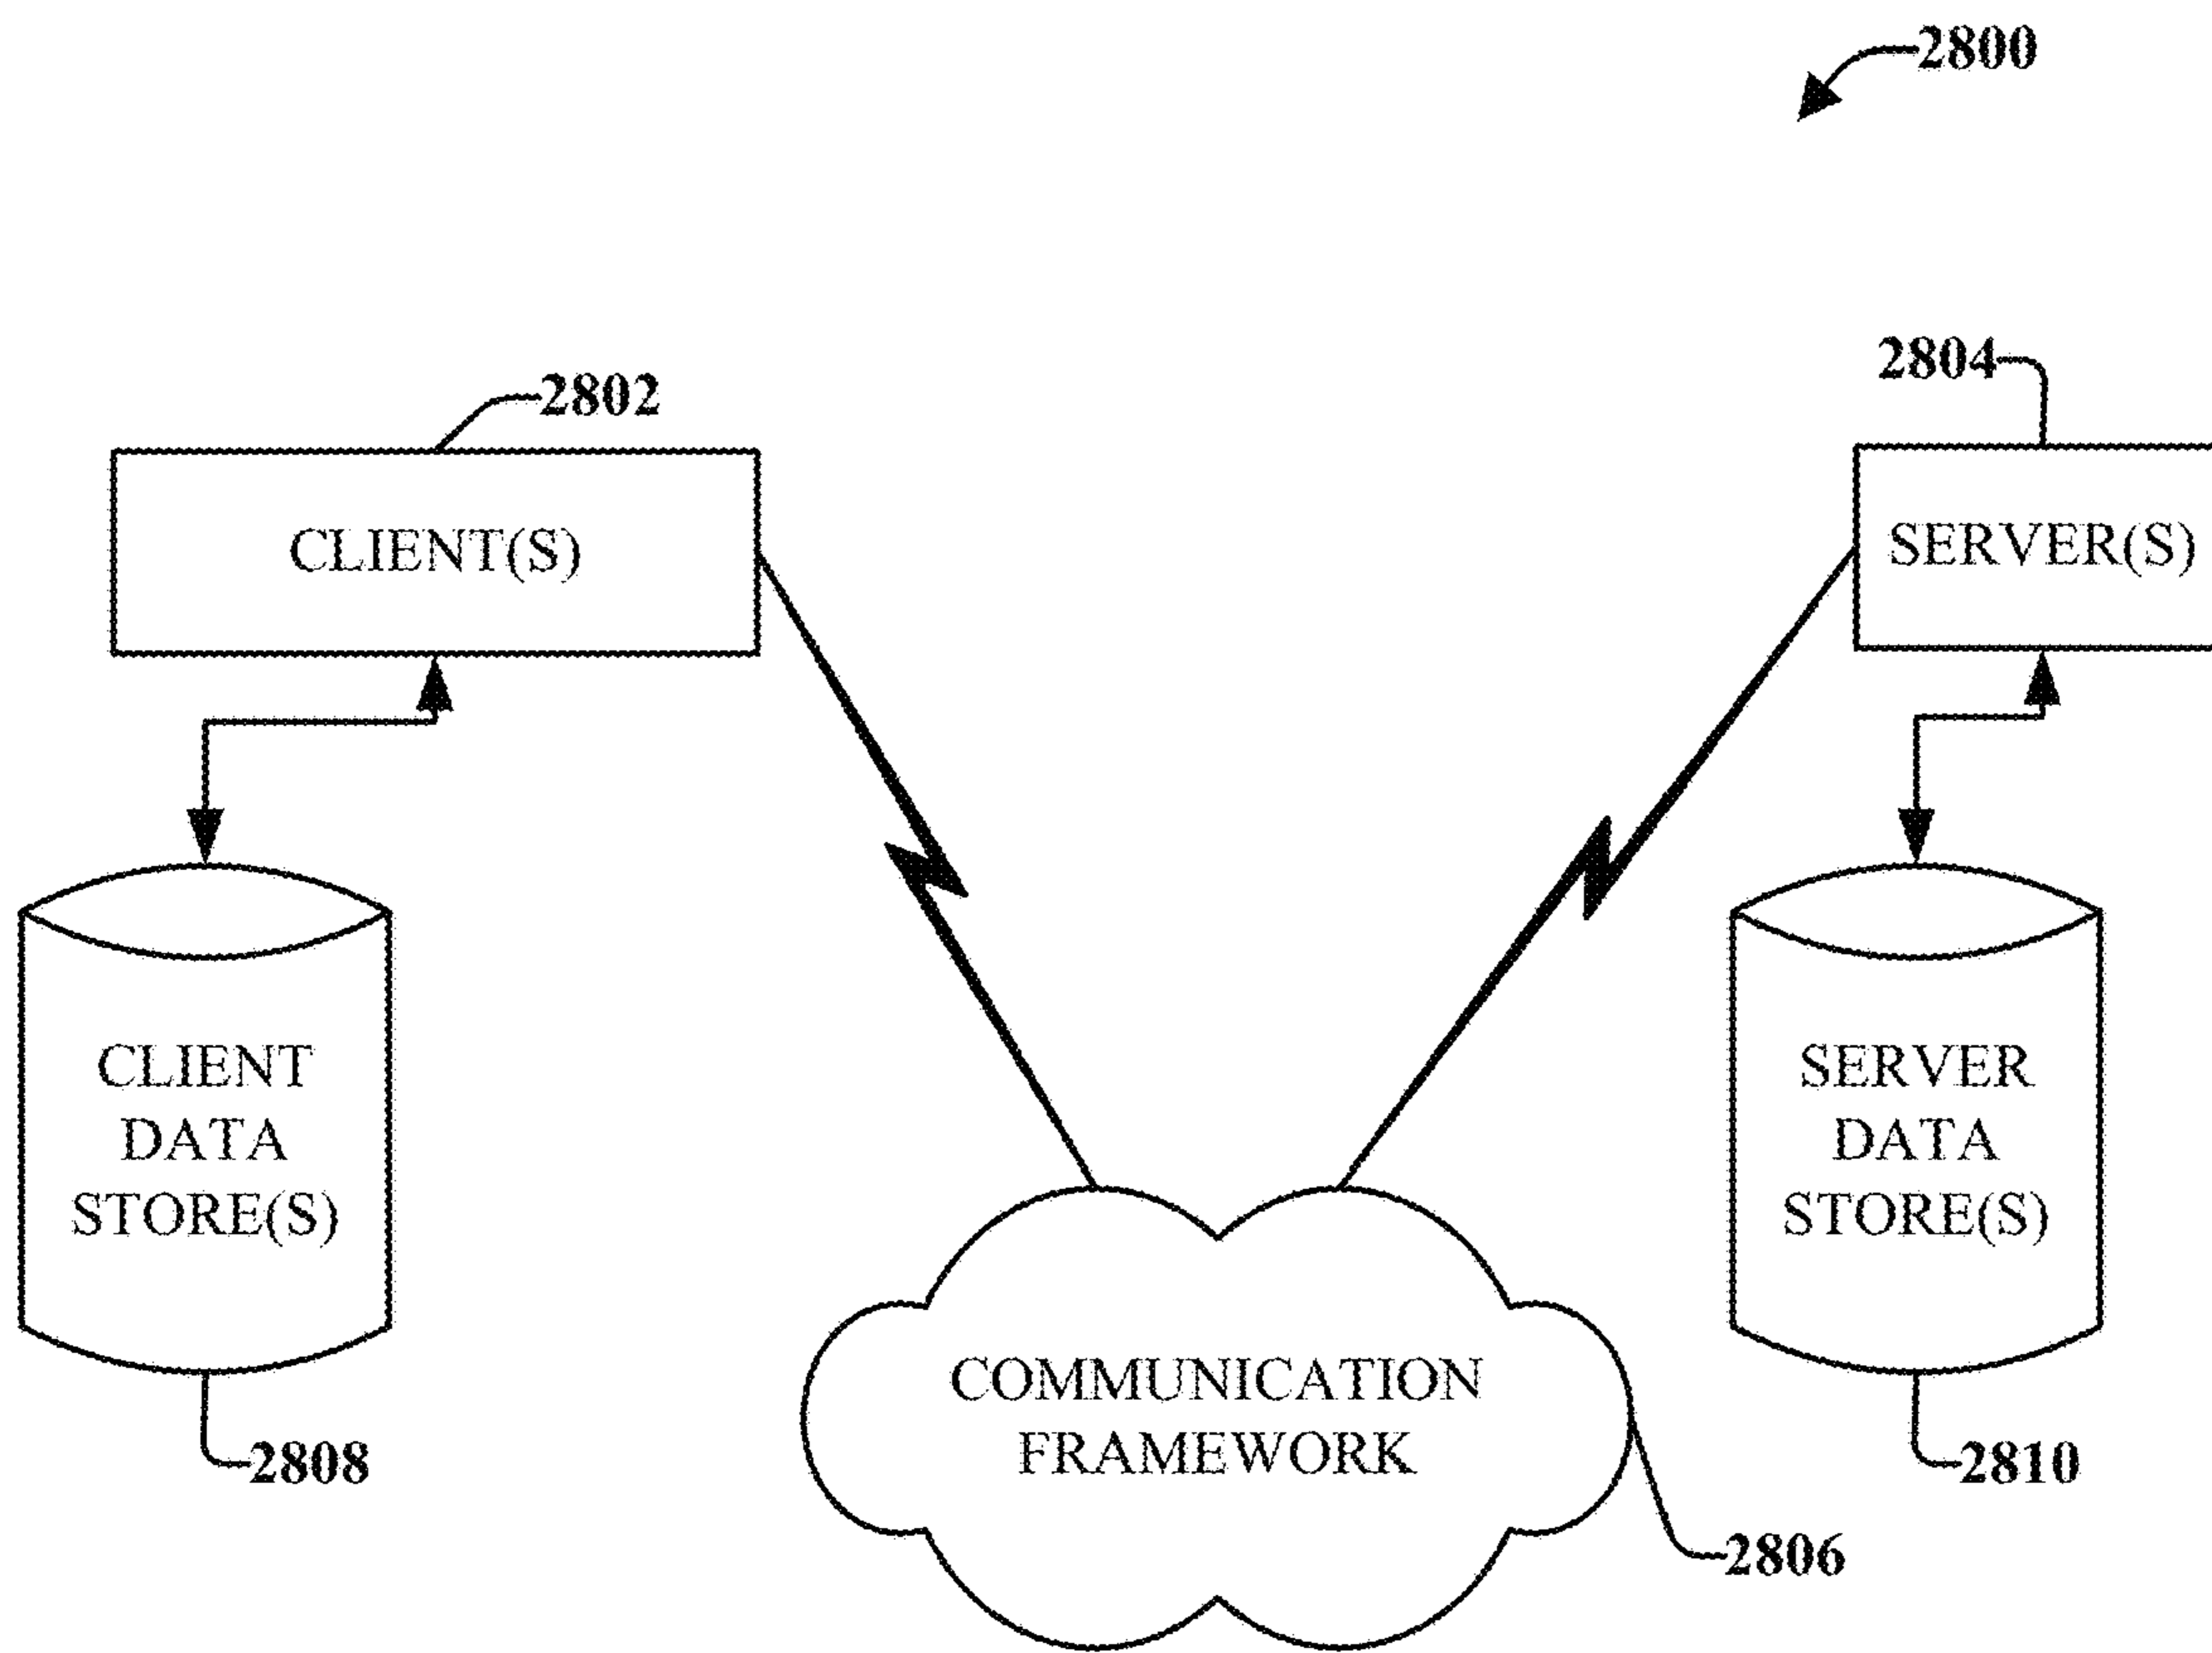 2800
2802
2804
CLIENT(S)
SERVER(S)
CLIENT
DATA
STORE(S)
SERVER
DATA
STORE(S)
COMMUNICATION
FRAMEWORK
2808
2810
2806